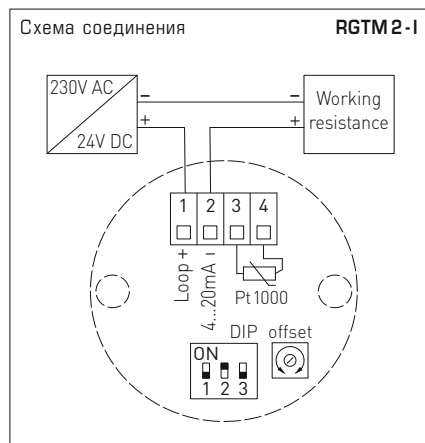 Схема соединения RGTM 2-I
230V AC
24V DC
− −
+ +
Working
resistance
1 2 3 4
Loop +
4...20mA −
Pt1000
DIP offset
ON
1 2 3